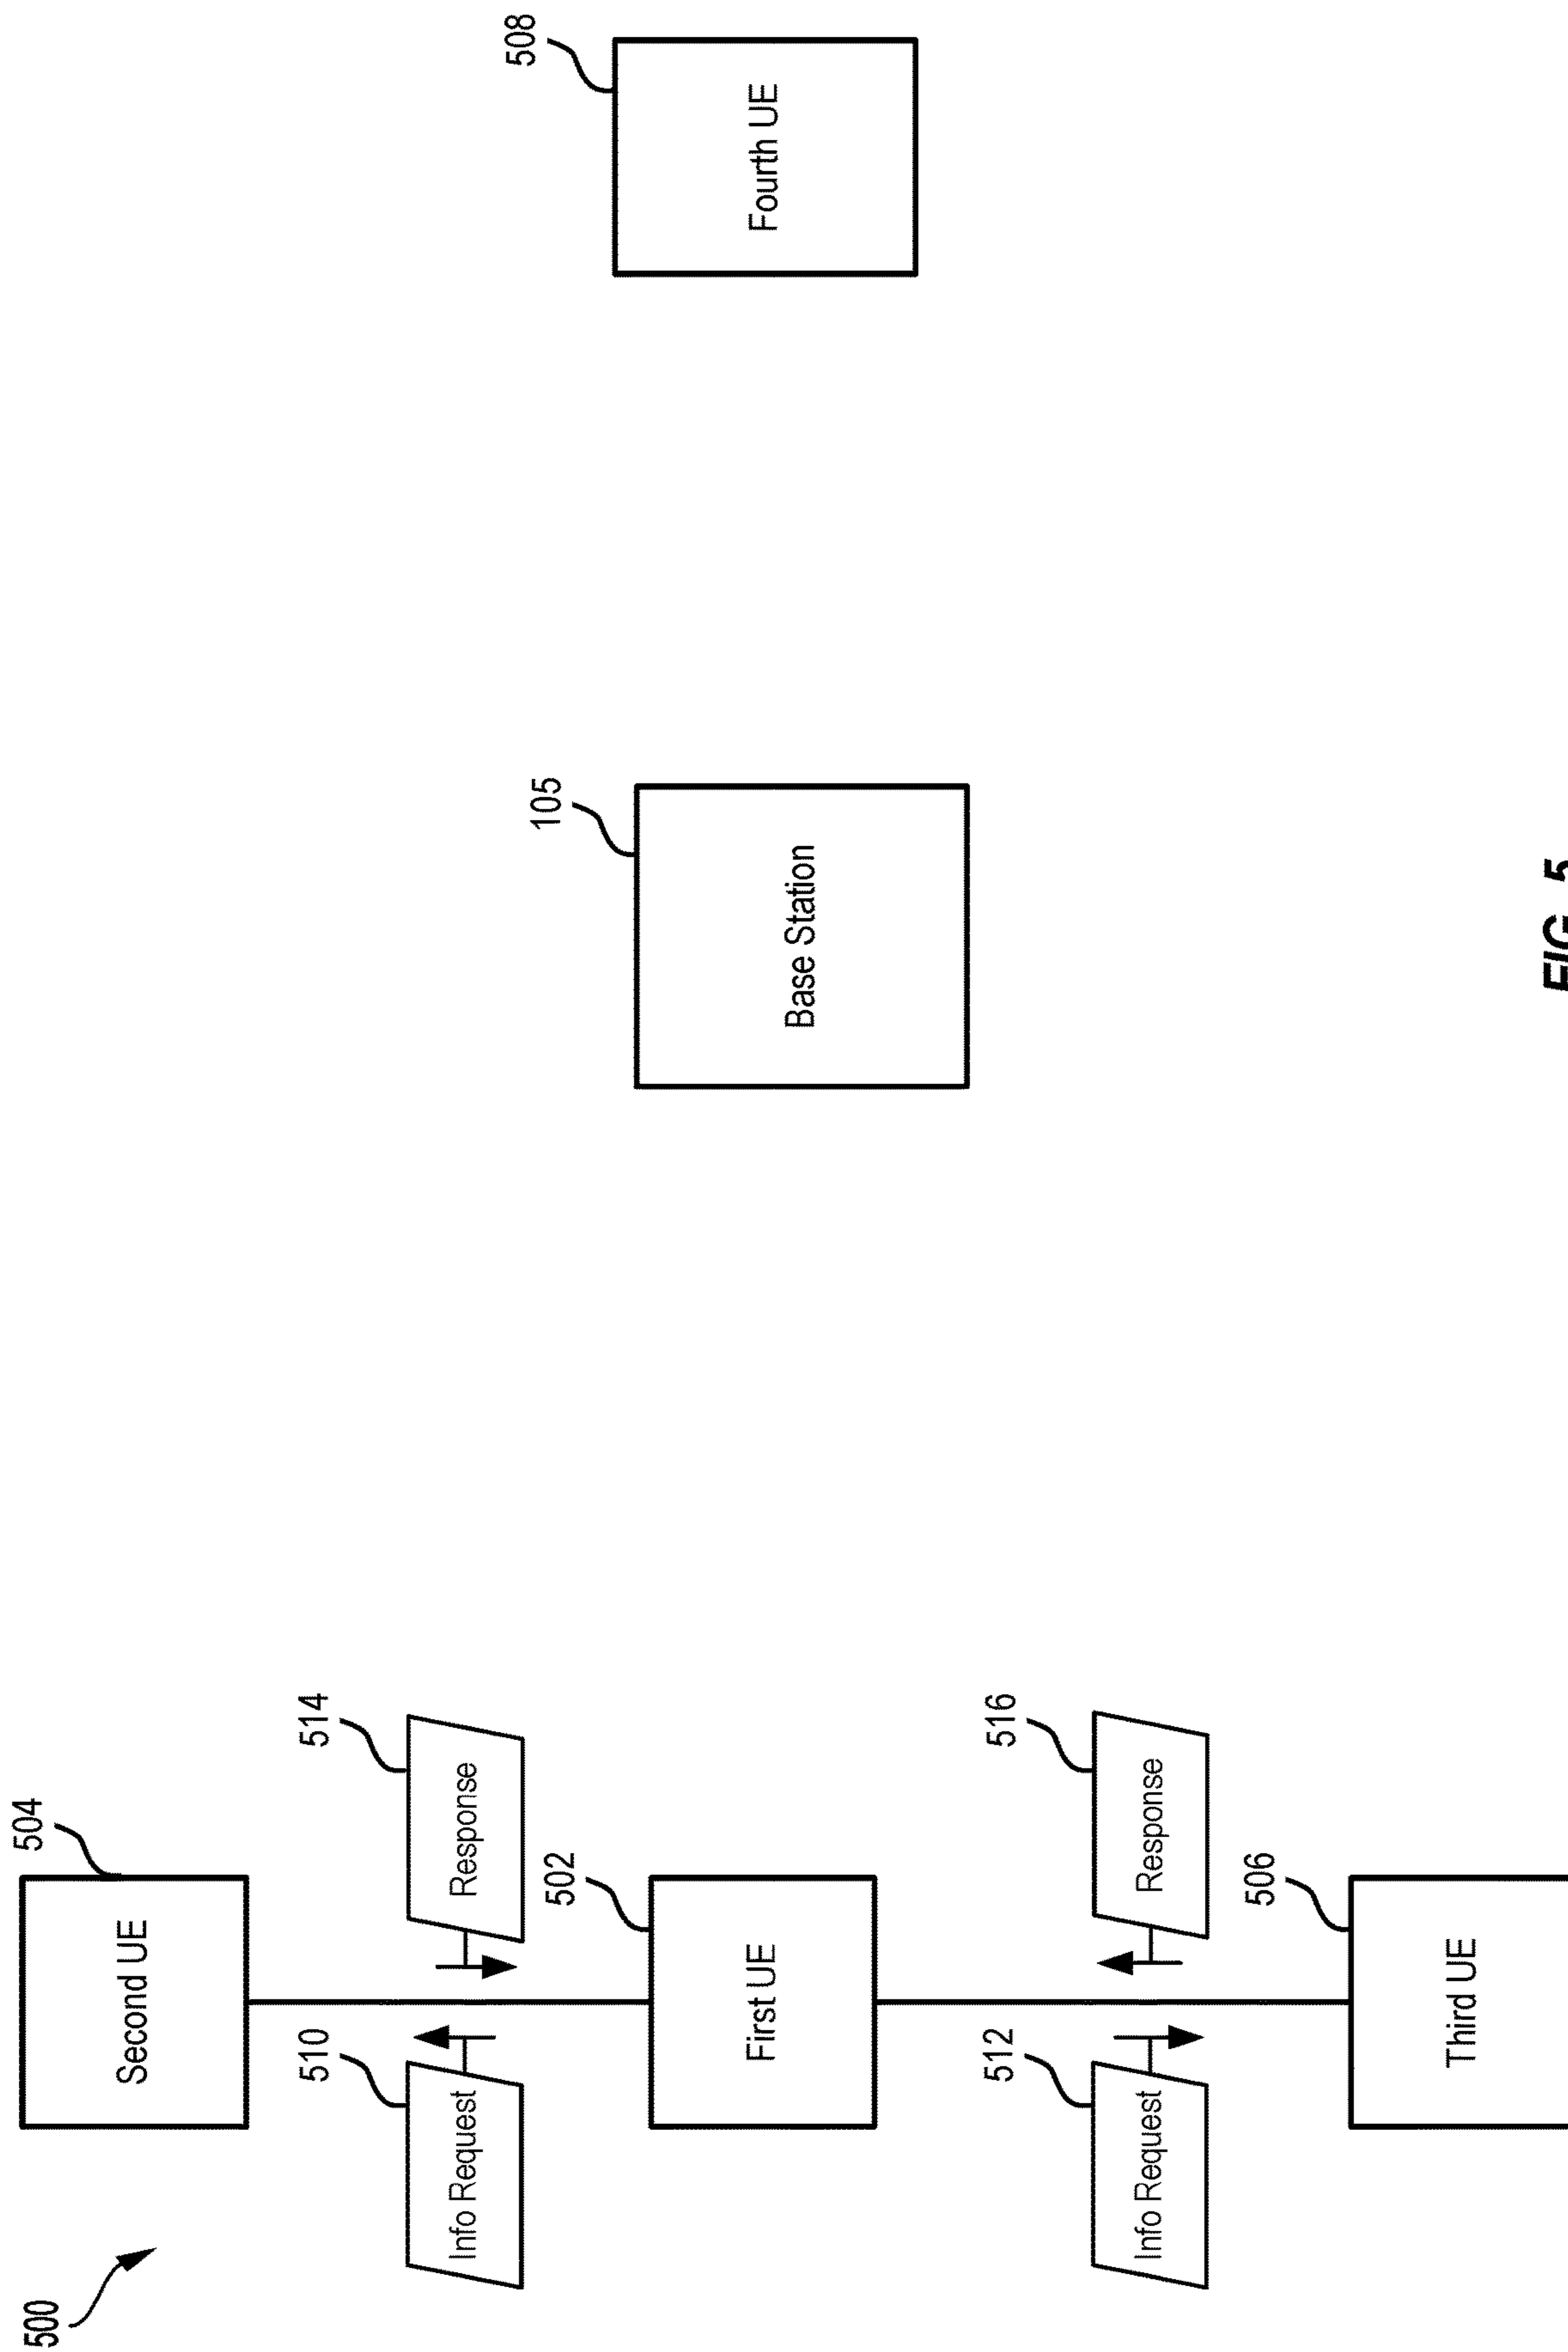 500
504
Second UE
510
514
Info Request
Response
502
105
508
First UE
Base Station
Fourth UE
512
516
Info Request
Response
506
Third UE
FIG. 5